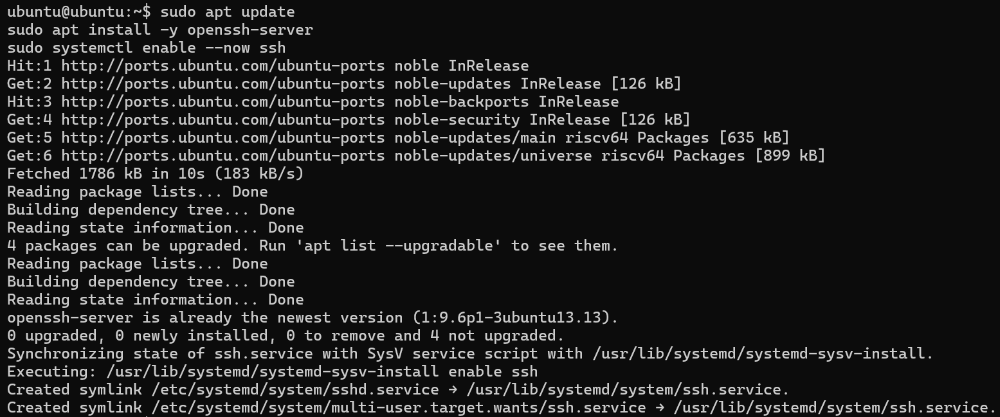 ubuntu@ubuntu:~$ sudo apt update
sudo apt install -y openssh-server
sudo systemctl enable --now ssh
Hit:1 http://ports.ubuntu.com/ubuntu-ports noble InRelease
Get:2 http://ports.ubuntu.com/ubuntu-ports noble-updates InRelease [126 kB]
Hit:3 http://ports.ubuntu.com/ubuntu-ports noble-backports InRelease
Get:4 http://ports.ubuntu.com/ubuntu-ports noble-security InRelease [126 kB]
Get:5 http://ports.ubuntu.com/ubuntu-ports noble-updates/main riscv64 Packages [635 kB]
Get:6 http://ports.ubuntu.com/ubuntu-ports noble-updates/universe riscv64 Packages [899 kB]
Fetched 1786 kB in 10s (183 kB/s)
Reading package lists... Done
Building dependency tree... Done
Reading state information... Done
4 packages can be upgraded. Run 'apt list --upgradable' to see them.
Reading package lists... Done
Building dependency tree... Done
Reading state information... Done
openssh-server is already the newest version (1:9.6p1-3ubuntu13.13).
0 upgraded, 0 newly installed, 0 to remove and 4 not upgraded.
Synchronizing state of ssh.service with SysV service script with /usr/lib/systemd/systemd-sysv-install.
Executing: /usr/lib/systemd/systemd-sysv-install enable ssh
Created symlink /etc/systemd/system/sshd.service → /usr/lib/systemd/system/ssh.service.
Created symlink /etc/systemd/system/multi-user.target.wants/ssh.service → /usr/lib/systemd/system/ssh.service.